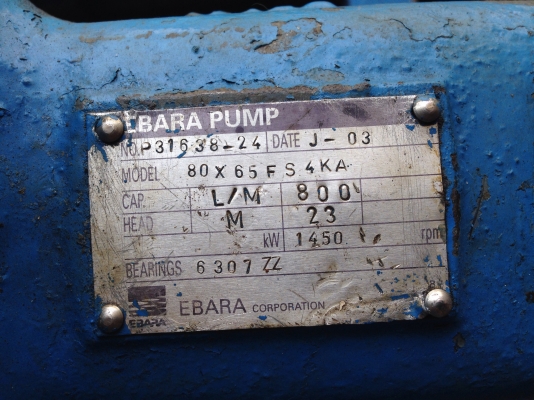 EBARA PUMP
NO. P31638-24 DATE J-03
MODEL 80X65FS4KA
CAP. L/M 800
HEAD M 23
kW 1450 rpm
BEARINGS 6307ZZ
EBARA EBARA CORPORATION